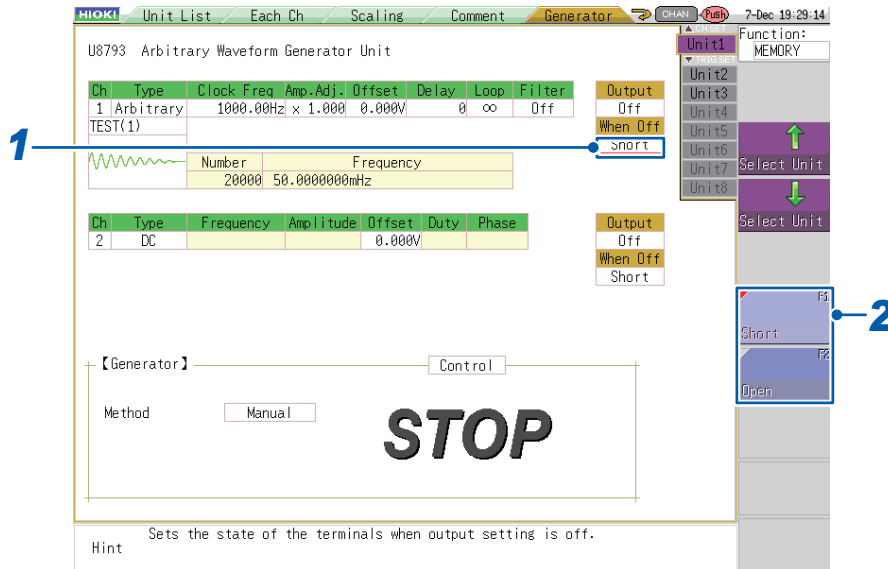 HIOKI Unit List Each Ch Scaling Comment Generator CHAN Push 7-Dec 19:29:14
U8793 Arbitrary Waveform Generator Unit
▲ CH.SET
Unit1
▼ TRIG.SET
Unit2
Unit3
Unit4
Unit5
Unit6
Unit7
Unit8
Function:
MEMORY
Select Unit
Select Unit
Ch Type Clock Freq Amp.Adj. Offset Delay Loop Filter
1 Arbitrary 1000.00Hz × 1.000 0.000V 0 ∞ Off
TEST(1)
Output
Off
When Off
Short
1
Number Frequency
20000 50.0000000mHz
Ch Type Frequency Amplitude Offset Duty Phase
2 DC 0.000V
Output
Off
When Off
Short
F1
Short
F2
Open
2
【Generator】 Control
Method Manual
STOP
Sets the state of the terminals when output setting is off.
Hint